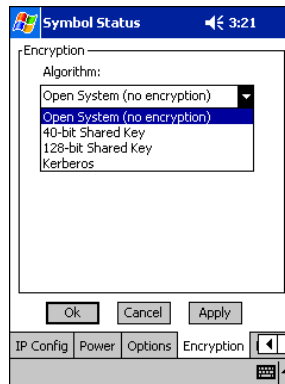 Symbol Status 3:21
Encryption
Algorithm:
Open System (no encryption)
Open System (no encryption)
40-bit Shared Key
128-bit Shared Key
Kerberos
Ok Cancel Apply
IP Config Power Options Encryption